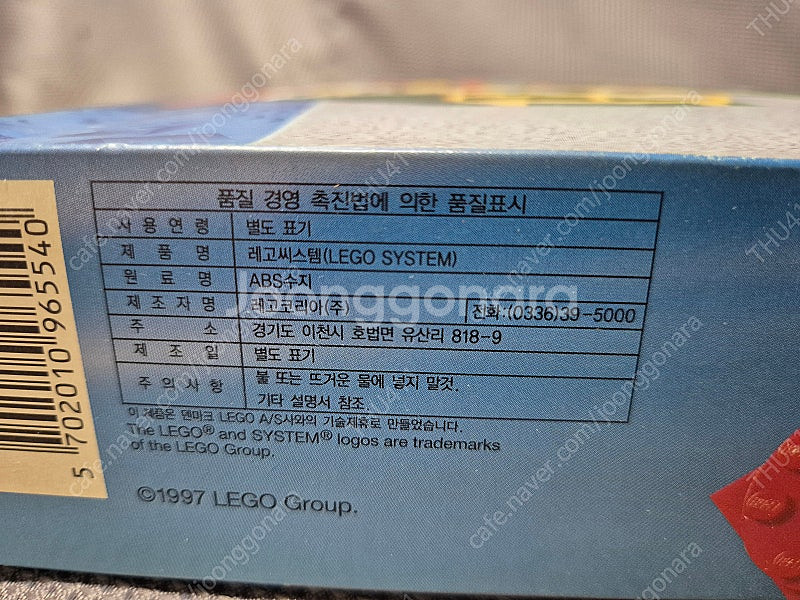 품질 경영 촉진법에 의한 품질표시
사용연령 별도 표기
제품명 레고씨스템(LEGO SYSTEM)
원료명 ABS수지
제조자명 레고코리아(주) 전화:(0336)39-5000
주소 경기도 이천시 호법면 유산리 818-9
제조일 별도 표기
주의사항 불 또는 뜨거운 물에 넣지 말것.
기타 설명서 참조.
이 제품은 덴마크 LEGO A/S사와의 기술제휴로 만들었습니다.
The LEGO® and SYSTEM® logos are trademarks
of the LEGO Group.
©1997 LEGO Group.
5 702010 965540
Joonggonara
cafe.naver.com/joonggonara
THU41